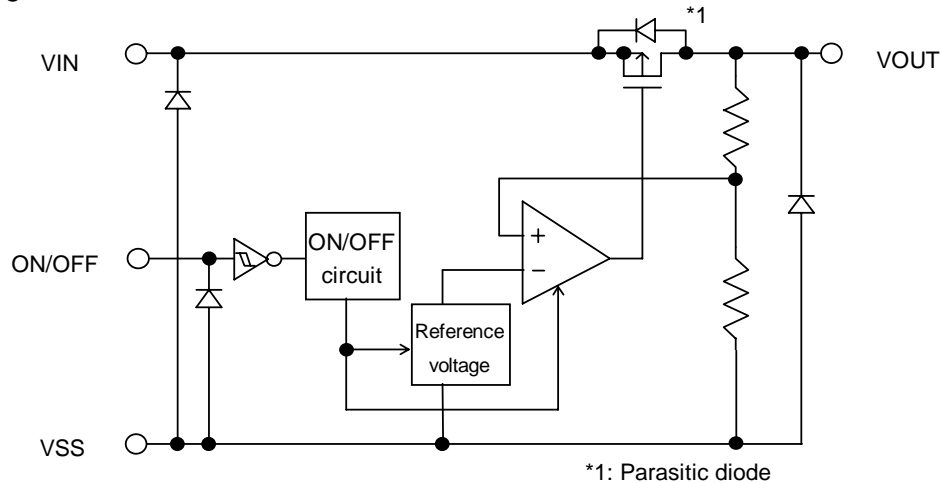 *1
VIN
VOUT
ON/OFF
ON/OFF
circuit
+
−
Reference
voltage
VSS
*1: Parasitic diode